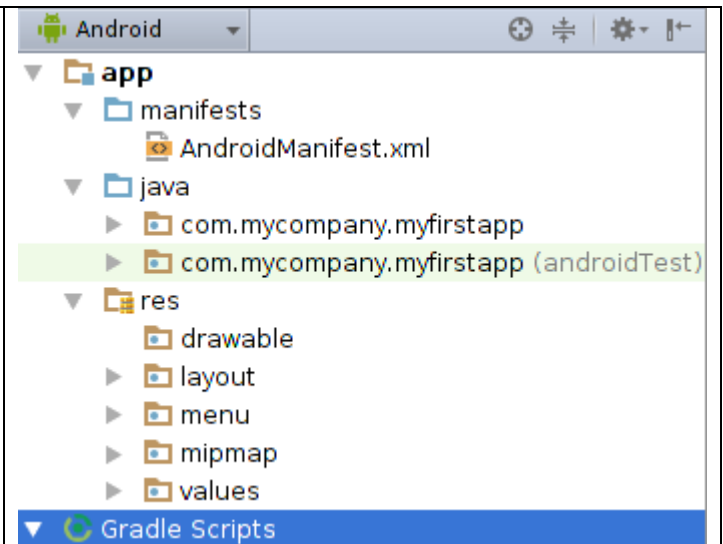 Android
app
manifests
AndroidManifest.xml
java
com.mycompany.myfirstapp
com.mycompany.myfirstapp (androidTest)
res
drawable
layout
menu
mipmap
values
Gradle Scripts